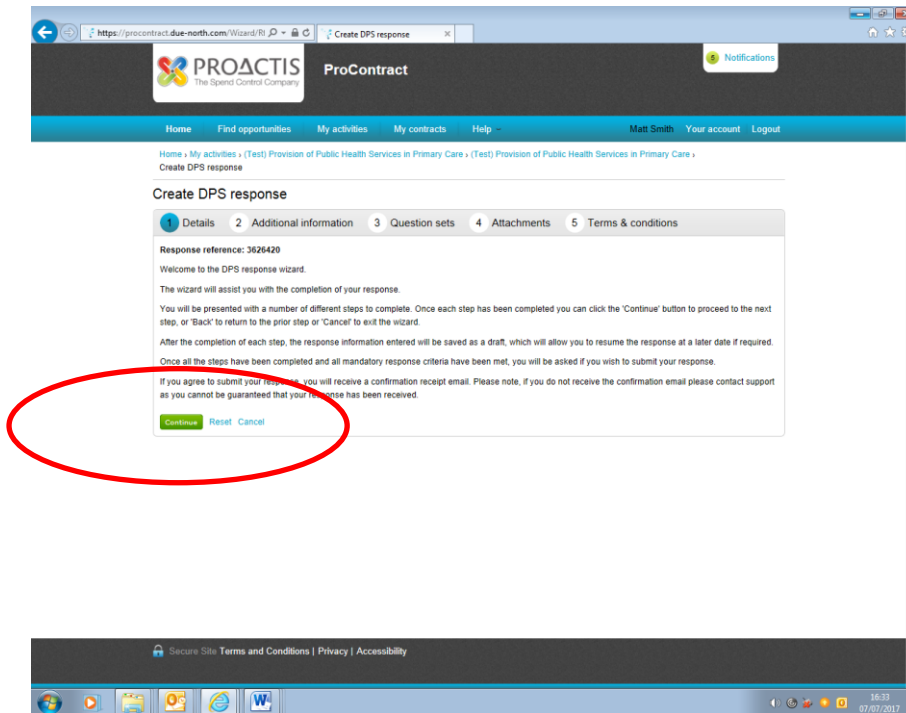 https://procontract.due-north.com/Wizard/RI
Create DPS response
PROACTIS
The Spend Control Company
ProContract
5 Notifications
Home Find opportunities My activities My contracts Help
Matt Smith Your account Logout
Home › My activities › (Test) Provision of Public Health Services in Primary Care › (Test) Provision of Public Health Services in Primary Care ›
Create DPS response
Create DPS response
1 Details 2 Additional information 3 Question sets 4 Attachments 5 Terms & conditions
Response reference: 3626420
Welcome to the DPS response wizard.
The wizard will assist you with the completion of your response.
You will be presented with a number of different steps to complete. Once each step has been completed you can click the 'Continue' button to proceed to the next
step, or 'Back' to return to the prior step or 'Cancel' to exit the wizard.
After the completion of each step, the response information entered will be saved as a draft, which will allow you to resume the response at a later date if required.
Once all the steps have been completed and all mandatory response criteria have been met, you will be asked if you wish to submit your response.
If you agree to submit your response, you will receive a confirmation receipt email. Please note, if you do not receive the confirmation email please contact support
as you cannot be guaranteed that your response has been received.
Continue Reset Cancel
Secure Site Terms and Conditions | Privacy | Accessibility
16:33
07/07/2017